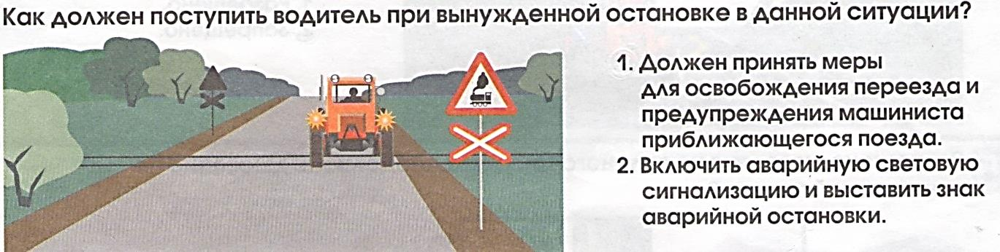 Как должен поступить водитель при вынужденной остановке в данной ситуации?
1. Должен принять меры
для освобождения переезда и
предупреждения машиниста
приближающегося поезда.
2. Включить аварийную световую
сигнализацию и выставить знак
аварийной остановки.